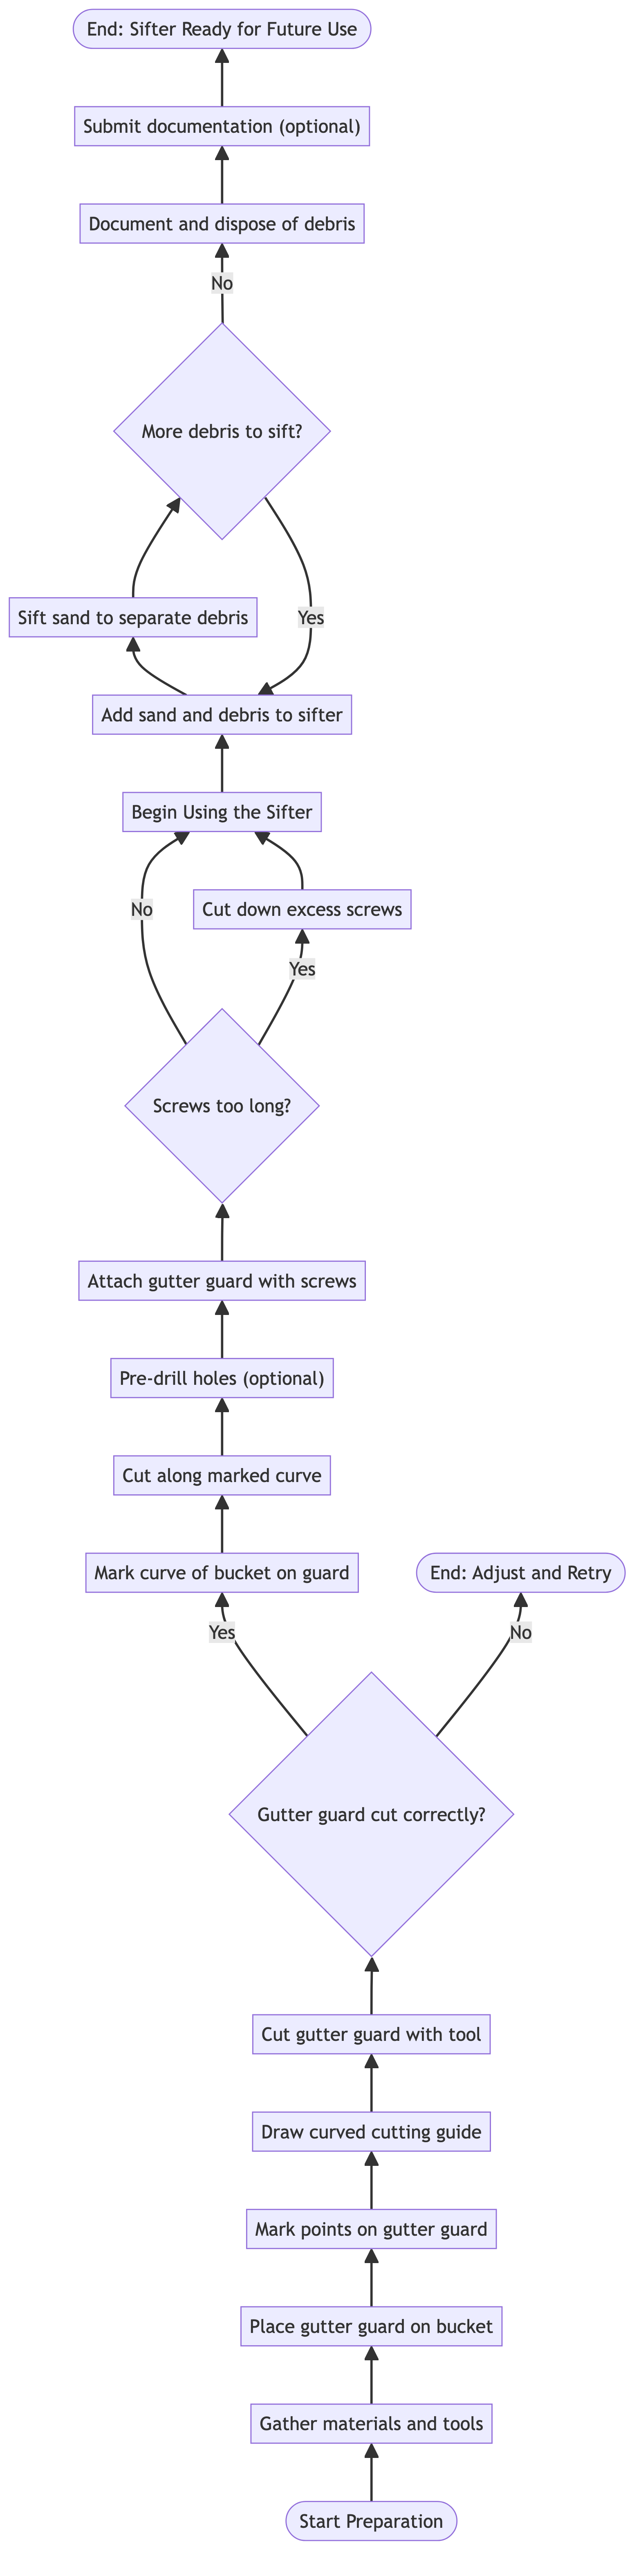 End: Sifter Ready for Future Use
Submit documentation (optional)
Document and dispose of debris
No
More debris to sift?
Sift sand to separate debris
Yes
Add sand and debris to sifter
Begin Using the Sifter
No
Cut down excess screws
Yes
Screws too long?
Attach gutter guard with screws
Pre-drill holes (optional)
Cut along marked curve
Mark curve of bucket on guard
End: Adjust and Retry
Yes
No
Gutter guard cut correctly?
Cut gutter guard with tool
Draw curved cutting guide
Mark points on gutter guard
Place gutter guard on bucket
Gather materials and tools
Start Preparation